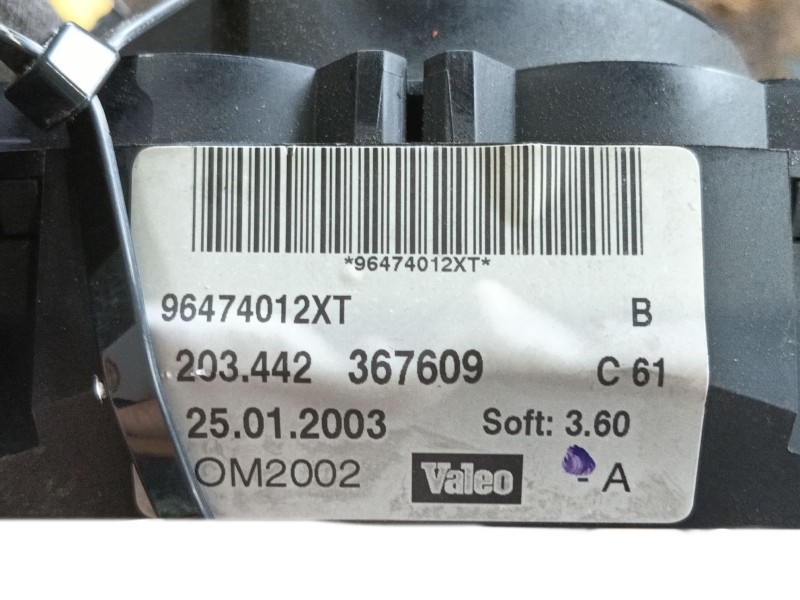 *96474012XT*
96474012XT B
203.442 367609 C 61
25.01.2003 Soft: 3.60
OM2002 Valeo - A